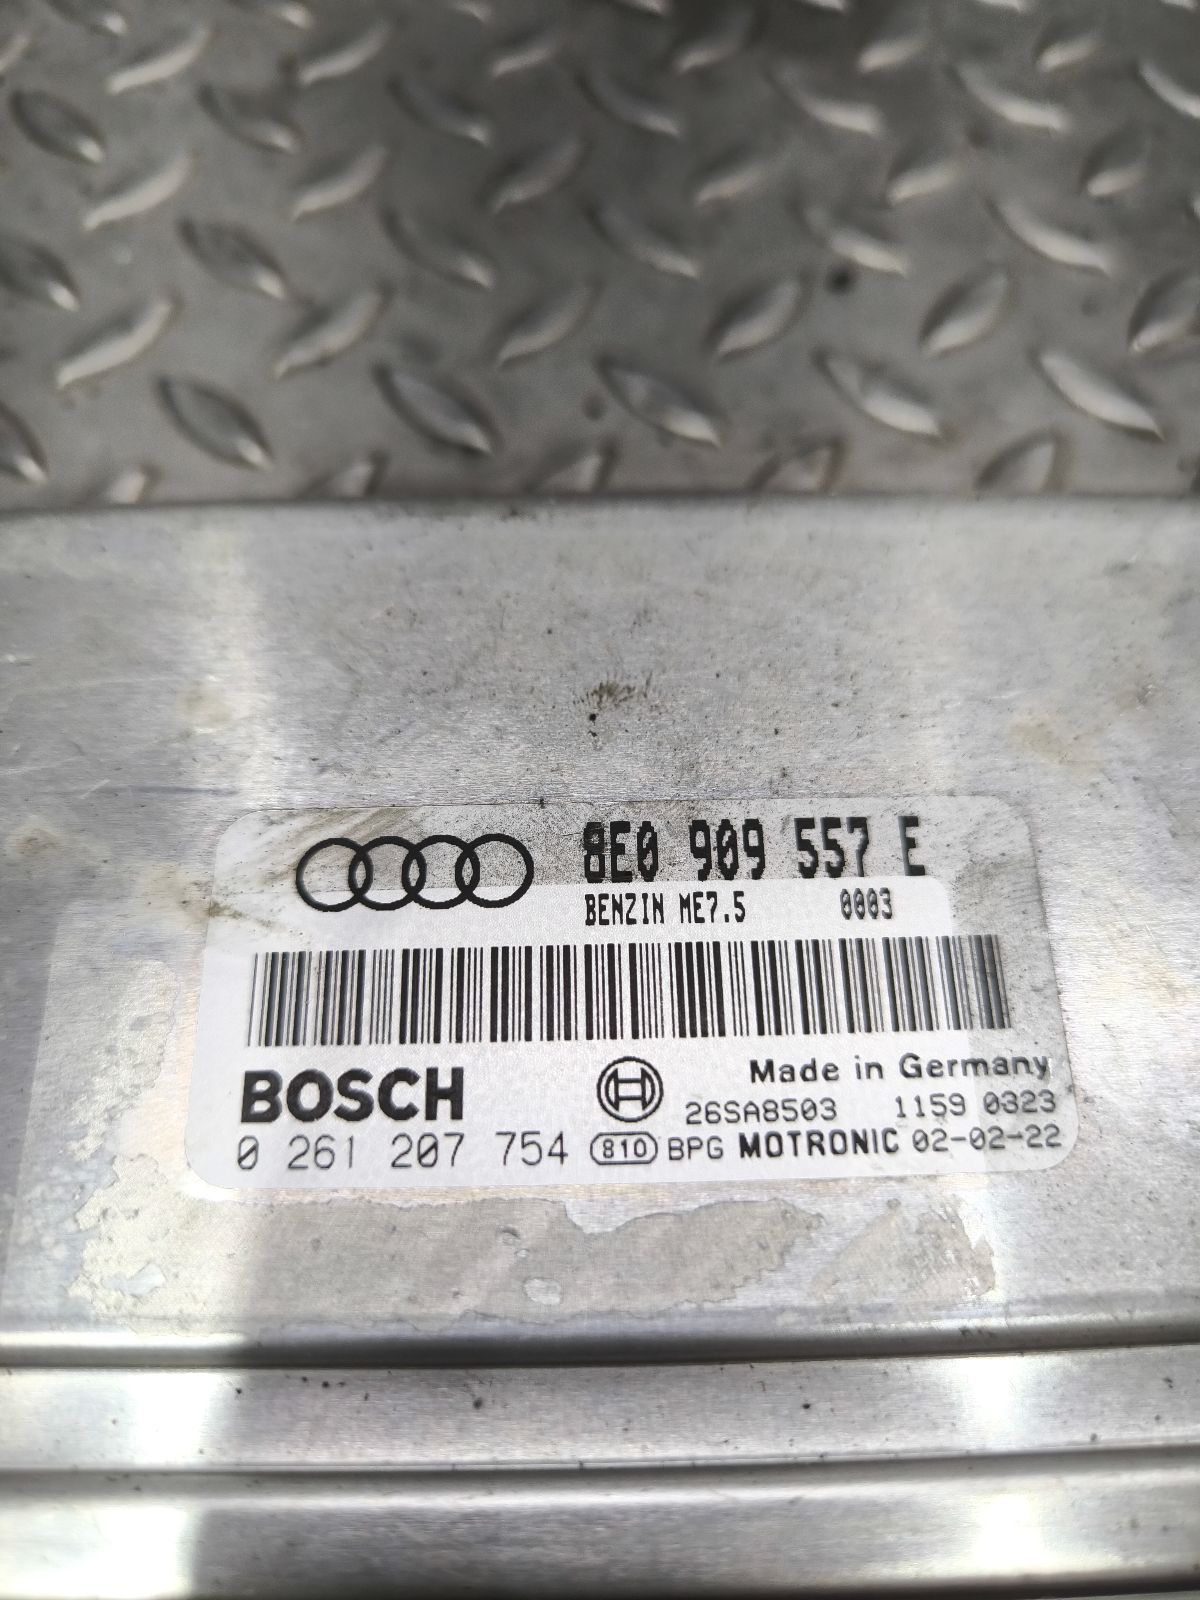 8E0 909 557 E
BENZIN ME7.5 0003
BOSCH
Made in Germany
26SA8503 1159 0323
0 261 207 754 810 BPG MOTRONIC 02-02-22